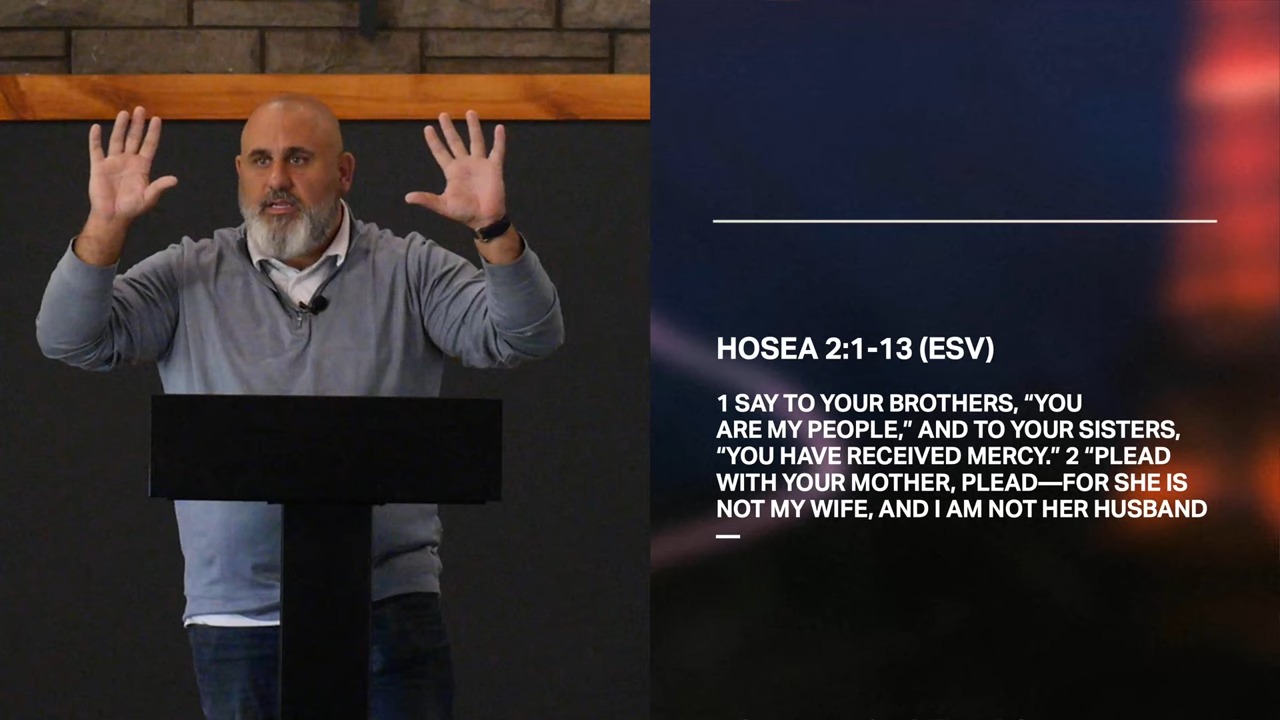 HOSEA 2:1-13 (ESV)
1 SAY TO YOUR BROTHERS, “YOU
ARE MY PEOPLE,” AND TO YOUR SISTERS,
“YOU HAVE RECEIVED MERCY.” 2 “PLEAD
WITH YOUR MOTHER, PLEAD—FOR SHE IS
NOT MY WIFE, AND I AM NOT HER HUSBAND
—